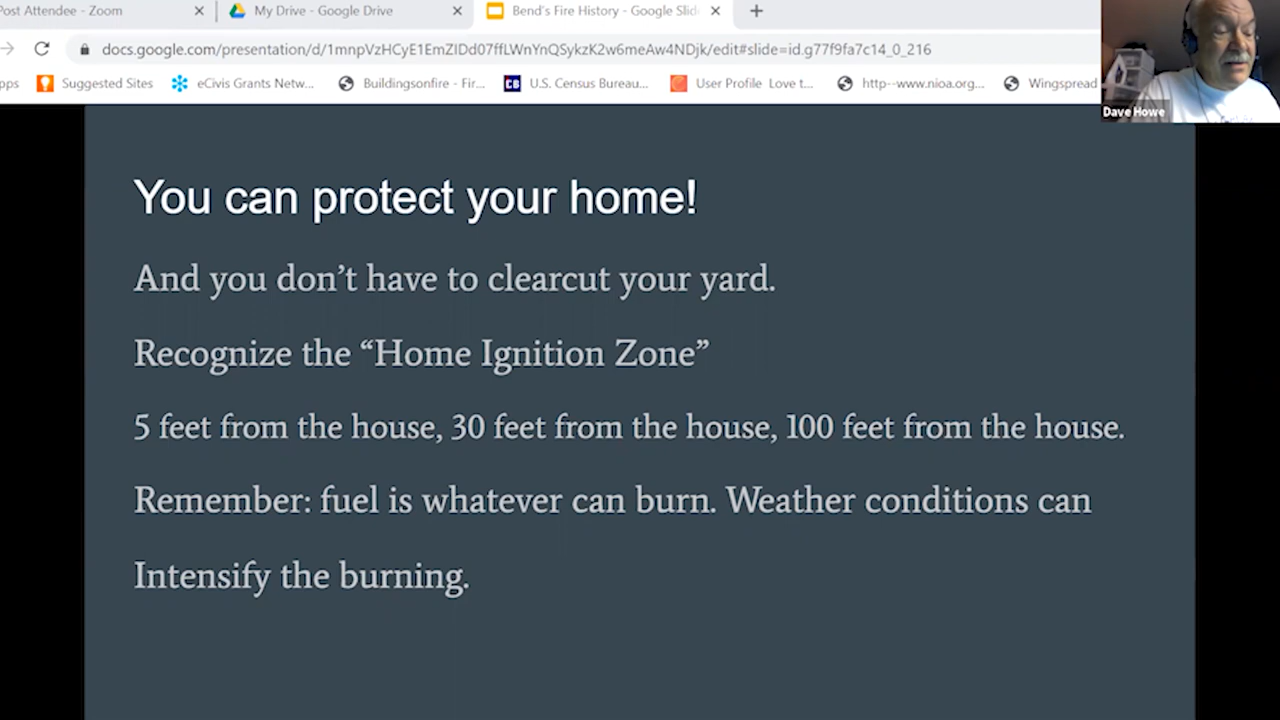 Post Attendee - Zoom
My Drive - Google Drive
Bend's Fire History - Google Slid
docs.google.com/presentation/d/1mnpVzHCyE1EmZIDd07ffLWnYnQSykzK2w6meAw4NDjk/edit#slide=id.g77f9fa7c14_0_216
pps
Suggested Sites
eCivis Grants Netw...
Buildingsonfire - Fir...
CB
U.S. Census Bureau...
User Profile Love t...
http--www.nioa.org...
Wingspread
Dave Howe
You can protect your home!
And you don’t have to clearcut your yard.
Recognize the “Home Ignition Zone”
5 feet from the house, 30 feet from the house, 100 feet from the house.
Remember: fuel is whatever can burn. Weather conditions can
Intensify the burning.